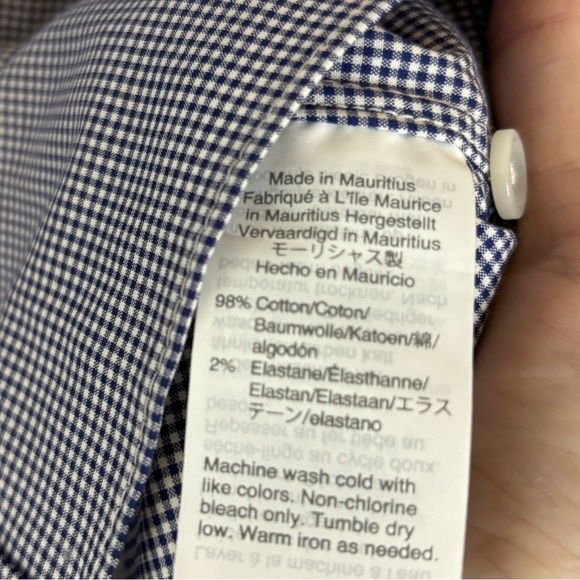 Made in Mauritius
Fabriqué à L'île Maurice
in Mauritius Hergestellt
Vervaardigd in Mauritius
モーリシャス製
Hecho en Mauricio
98% Cotton/Coton/
Baumwolle/Katoen/綿/
algodón
2% Elastane/Élasthanne/
Elastan/Elastaan/エラス
テーン/elastano
Machine wash cold with
like colors. Non-chlorine
bleach only. Tumble dry
low. Warm iron as needed.